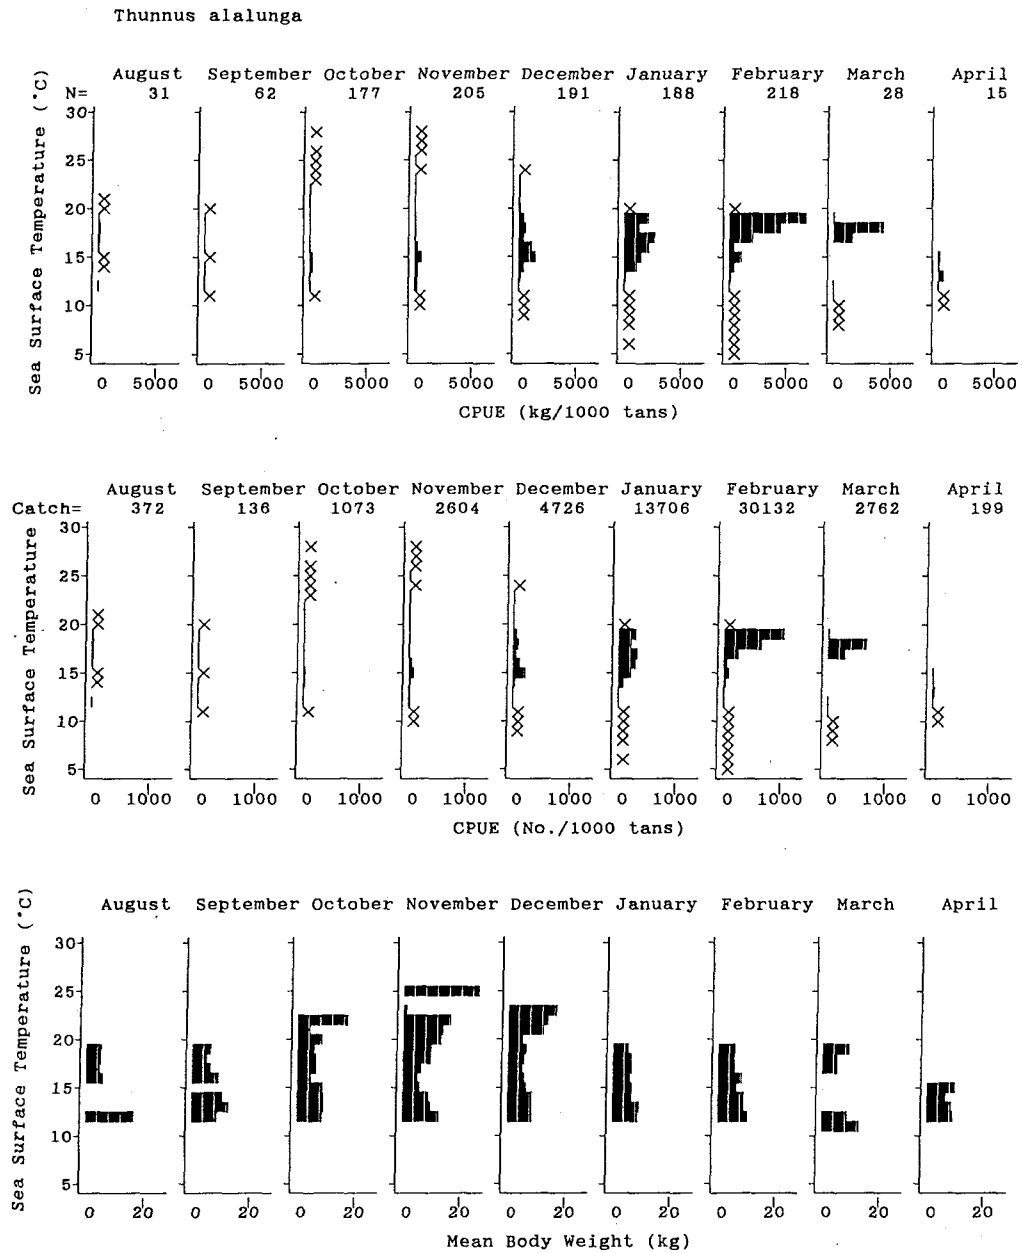 Thunnus alalunga
August September October November December January February March April
N= 31 62 177 205 191 188 218 28 15
Sea Surface Temperature (°C)
30
25
20
15
10
5
0 5000 0 5000 0 5000 0 5000 0 5000 0 5000 0 5000 0 5000 0 5000
CPUE (kg/1000 tans)
August September October November December January February March April
Catch= 372 136 1073 2604 4726 13706 30132 2762 199
Sea Surface Temperature
30
25
20
15
10
5
0 1000 0 1000 0 1000 0 1000 0 1000 0 1000 0 1000 0 1000 0 1000
CPUE (No./1000 tans)
August September October November December January February March April
Sea Surface Temperature (°C)
30
25
20
15
10
5
0 20 0 20 0 20 0 20 0 20 0 20 0 20 0 20 0 20
Mean Body Weight (kg)